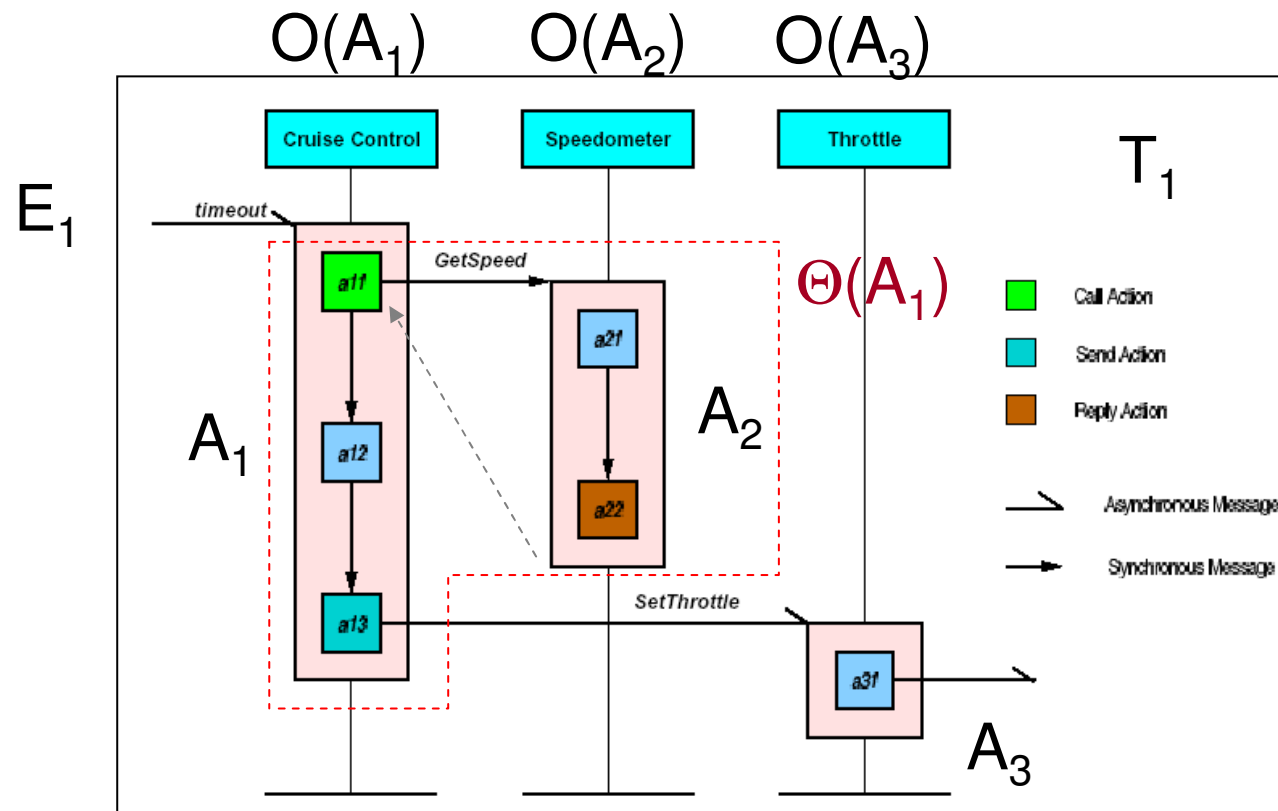 O(A₁) O(A₂) O(A₃)
Cruise Control Speedometer Throttle
T₁
E₁
timeout
GetSpeed
a11
Θ(A₁)
Call Action
a21
Send Action
A₁
A₂
Reply Action
a12
a22
Asynchronous Message
Synchronous Message
SetThrottle
a13
a31
A₃